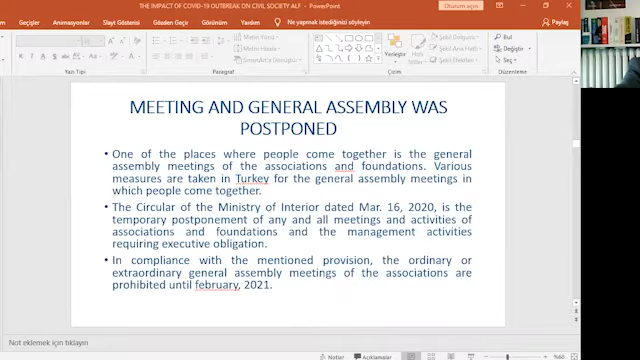 THE IMPACT OF COVID-19 OUTBREAK ON CIVIL SOCIETY ALF - PowerPoint
Oturum açın
Geçişler Animasyonlar Slayt Gösterisi Gözden Geçir Görünüm Yardım Ne yapmak istediğinizi söyleyin Paylaş
Metin Yönü
Metni Hizala
SmartArt'a Dönüştür
Yerleştir
Şekil Dolgusu
Şekil Ana Hattı
Şekil Efektleri
Bul
Değiştir
Seç
Yazı Tipi Paragraf Çizim Düzenleme
MEETING AND GENERAL ASSEMBLY WAS
POSTPONED
• One of the places where people come together is the general
assembly meetings of the associations and foundations. Various
measures are taken in Turkey for the general assembly meetings in
which people come together.
• The Circular of the Ministry of Interior dated Mar. 16, 2020, is the
temporary postponement of any and all meetings and activities of
associations and foundations and the management activities
requiring executive obligation.
• In compliance with the mentioned provision, the ordinary or
extraordinary general assembly meetings of the associations are
prohibited until february, 2021.
Not eklemek için tıklayın
Notlar Açıklamalar